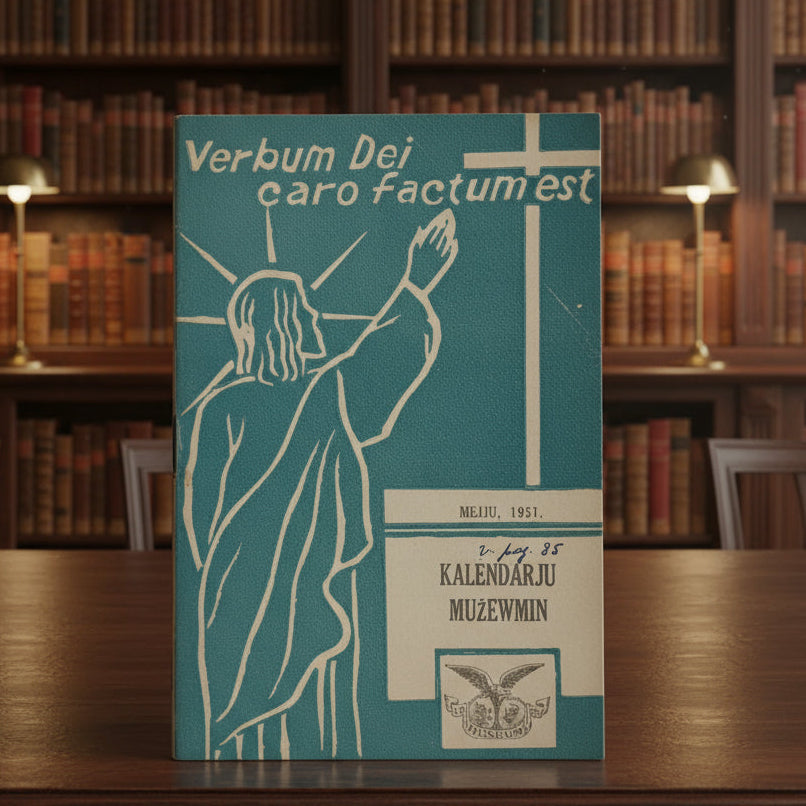 Verbum Dei
caro factum est
MEJJU, 1951.
v. pag. 85
KALENDARJU
MUŻEWMIN
MUSEUM